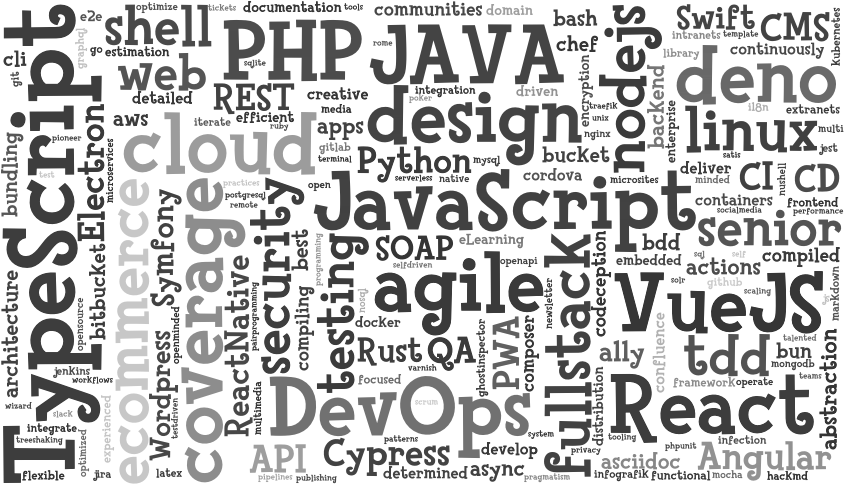 optimize
tickets
documentation
tools
communities
domain
bash
Swift
CMS
kubernetes
intranets
template
cli
git
graphql
go
estimation
shell
PHP
sqlite
JAVA
rome
chef
nodejs
library
continuously
web
detailed
REST
creative
media
integration
poker
driven
encryption
traefik
unix
nginx
backend
enterprise
deno
i18n
extranets
aws
iterate
efficient
ruby
apps
gitlab
terminal
design
linux
multi
jest
satis
TypeScript
pioneer
test
bundling
Electron
microservices
cloud
Python
mysql
bucket
serverless
native
cordova
microsites
deliver
minded
CI
nushell
CD
ecommerce
practices
postgresql
remote
open
JavaScript
containers
socialmedia
frontend
performance
senior
coverage
Symfony
security
best
programming
testing
SOAP
eLearning
selfdriven
openapi
bdd
embedded
sql
self
compiled
architecture
opensource
bitbucket
openminded
ReactNative
pairprogramming
compiling
nosql
agile
newsletter
fullstack
codeception
solr
actions
github
scaling
VueJS
markdown
docker
Rust
QA
varnish
ghostinspector
PWA
composer
a11y
confluence
tdd
talented
bun
mongodb
teams
abstraction
jenkins
workflows
Wordpress
testdriven
multimedia
focused
DevOps
scrum
system
distribution
framework
operate
React
wizard
slack
integrate
treeshaking
optimized
experienced
flexible
jira
latex
API
pipelines
publishing
patterns
Cypress
determined
develop
async
pragmatism
privacy
tooling
asciidoc
infografik
phpunit
functional
infection
Angular
mocha
hackmd